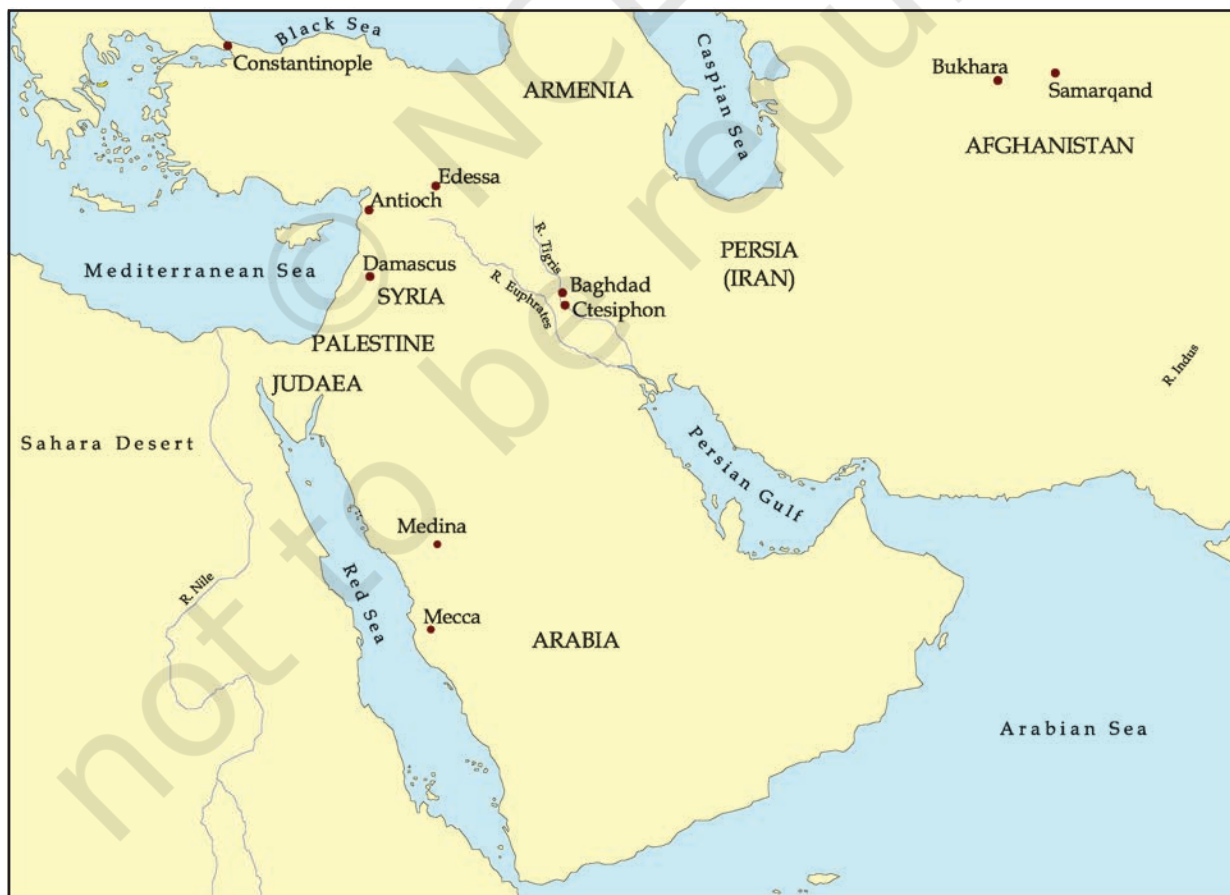 Black Sea
Constantinople
Caspian Sea
Bukhara
Samarqand
ARMENIA
AFGHANISTAN
Edessa
Antioch
R. Tigris
PERSIA
(IRAN)
Mediterranean Sea
Damascus
SYRIA
R. Euphrates
Baghdad
Ctesiphon
PALESTINE
JUDAEA
R. Indus
Sahara Desert
Persian Gulf
Medina
R. Nile
Red Sea
Mecca
ARABIA
Arabian Sea
©
not to be repu